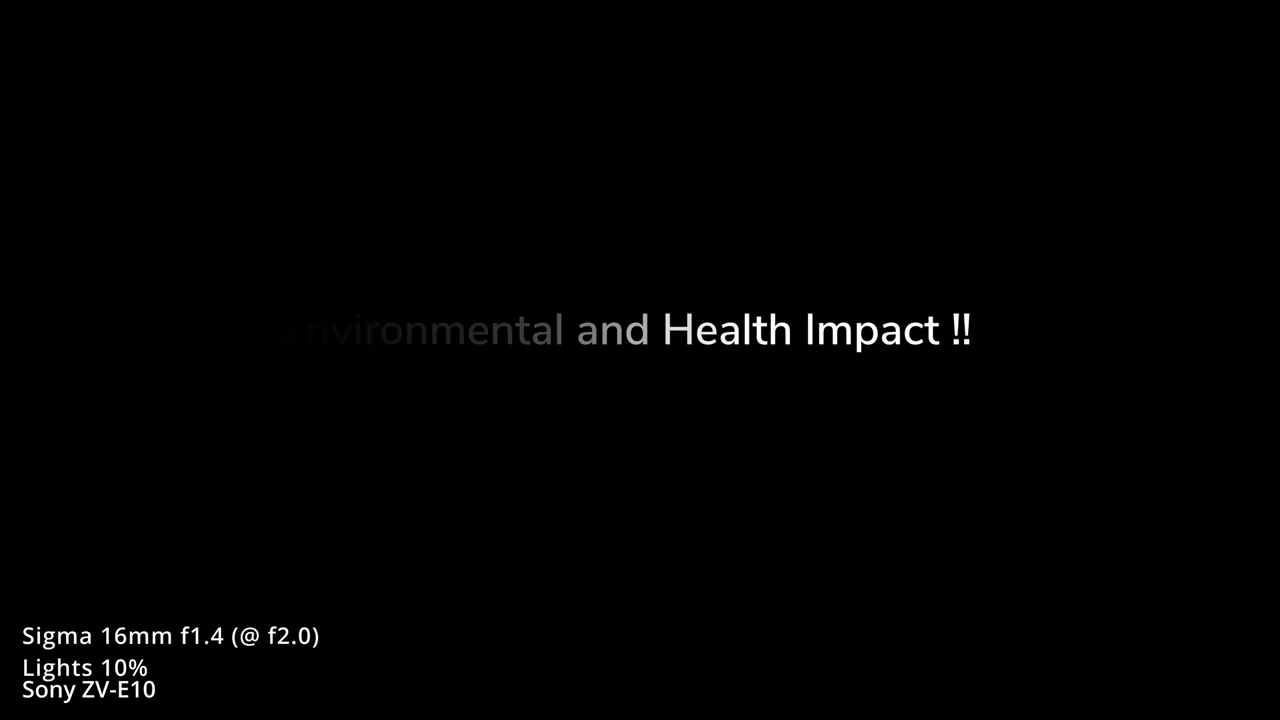 environmental and Health Impact !!
Sigma 16mm f1.4 (@ f2.0)
Lights 10%
Sony ZV-E10